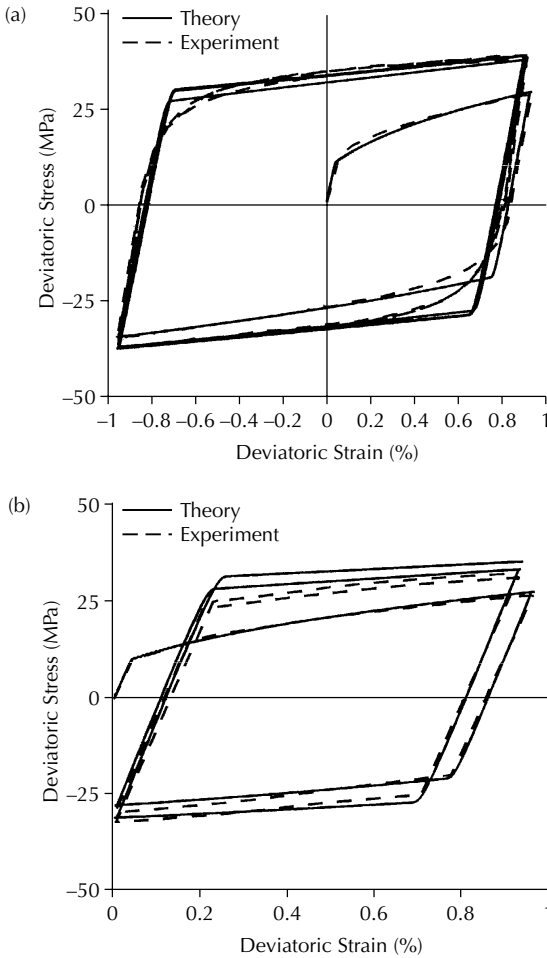 (a)
Theory
Experiment
50
25
0
−25
−50
Deviatoric Stress (MPa)
−1 −0.8 −0.6 −0.4 −0.2 0 0.2 0.4 0.6 0.8 1
Deviatoric Strain (%)
(b)
Theory
Experiment
50
25
0
−25
−50
Deviatoric Stress (MPa)
0 0.2 0.4 0.6 0.8 1
Deviatoric Strain (%)